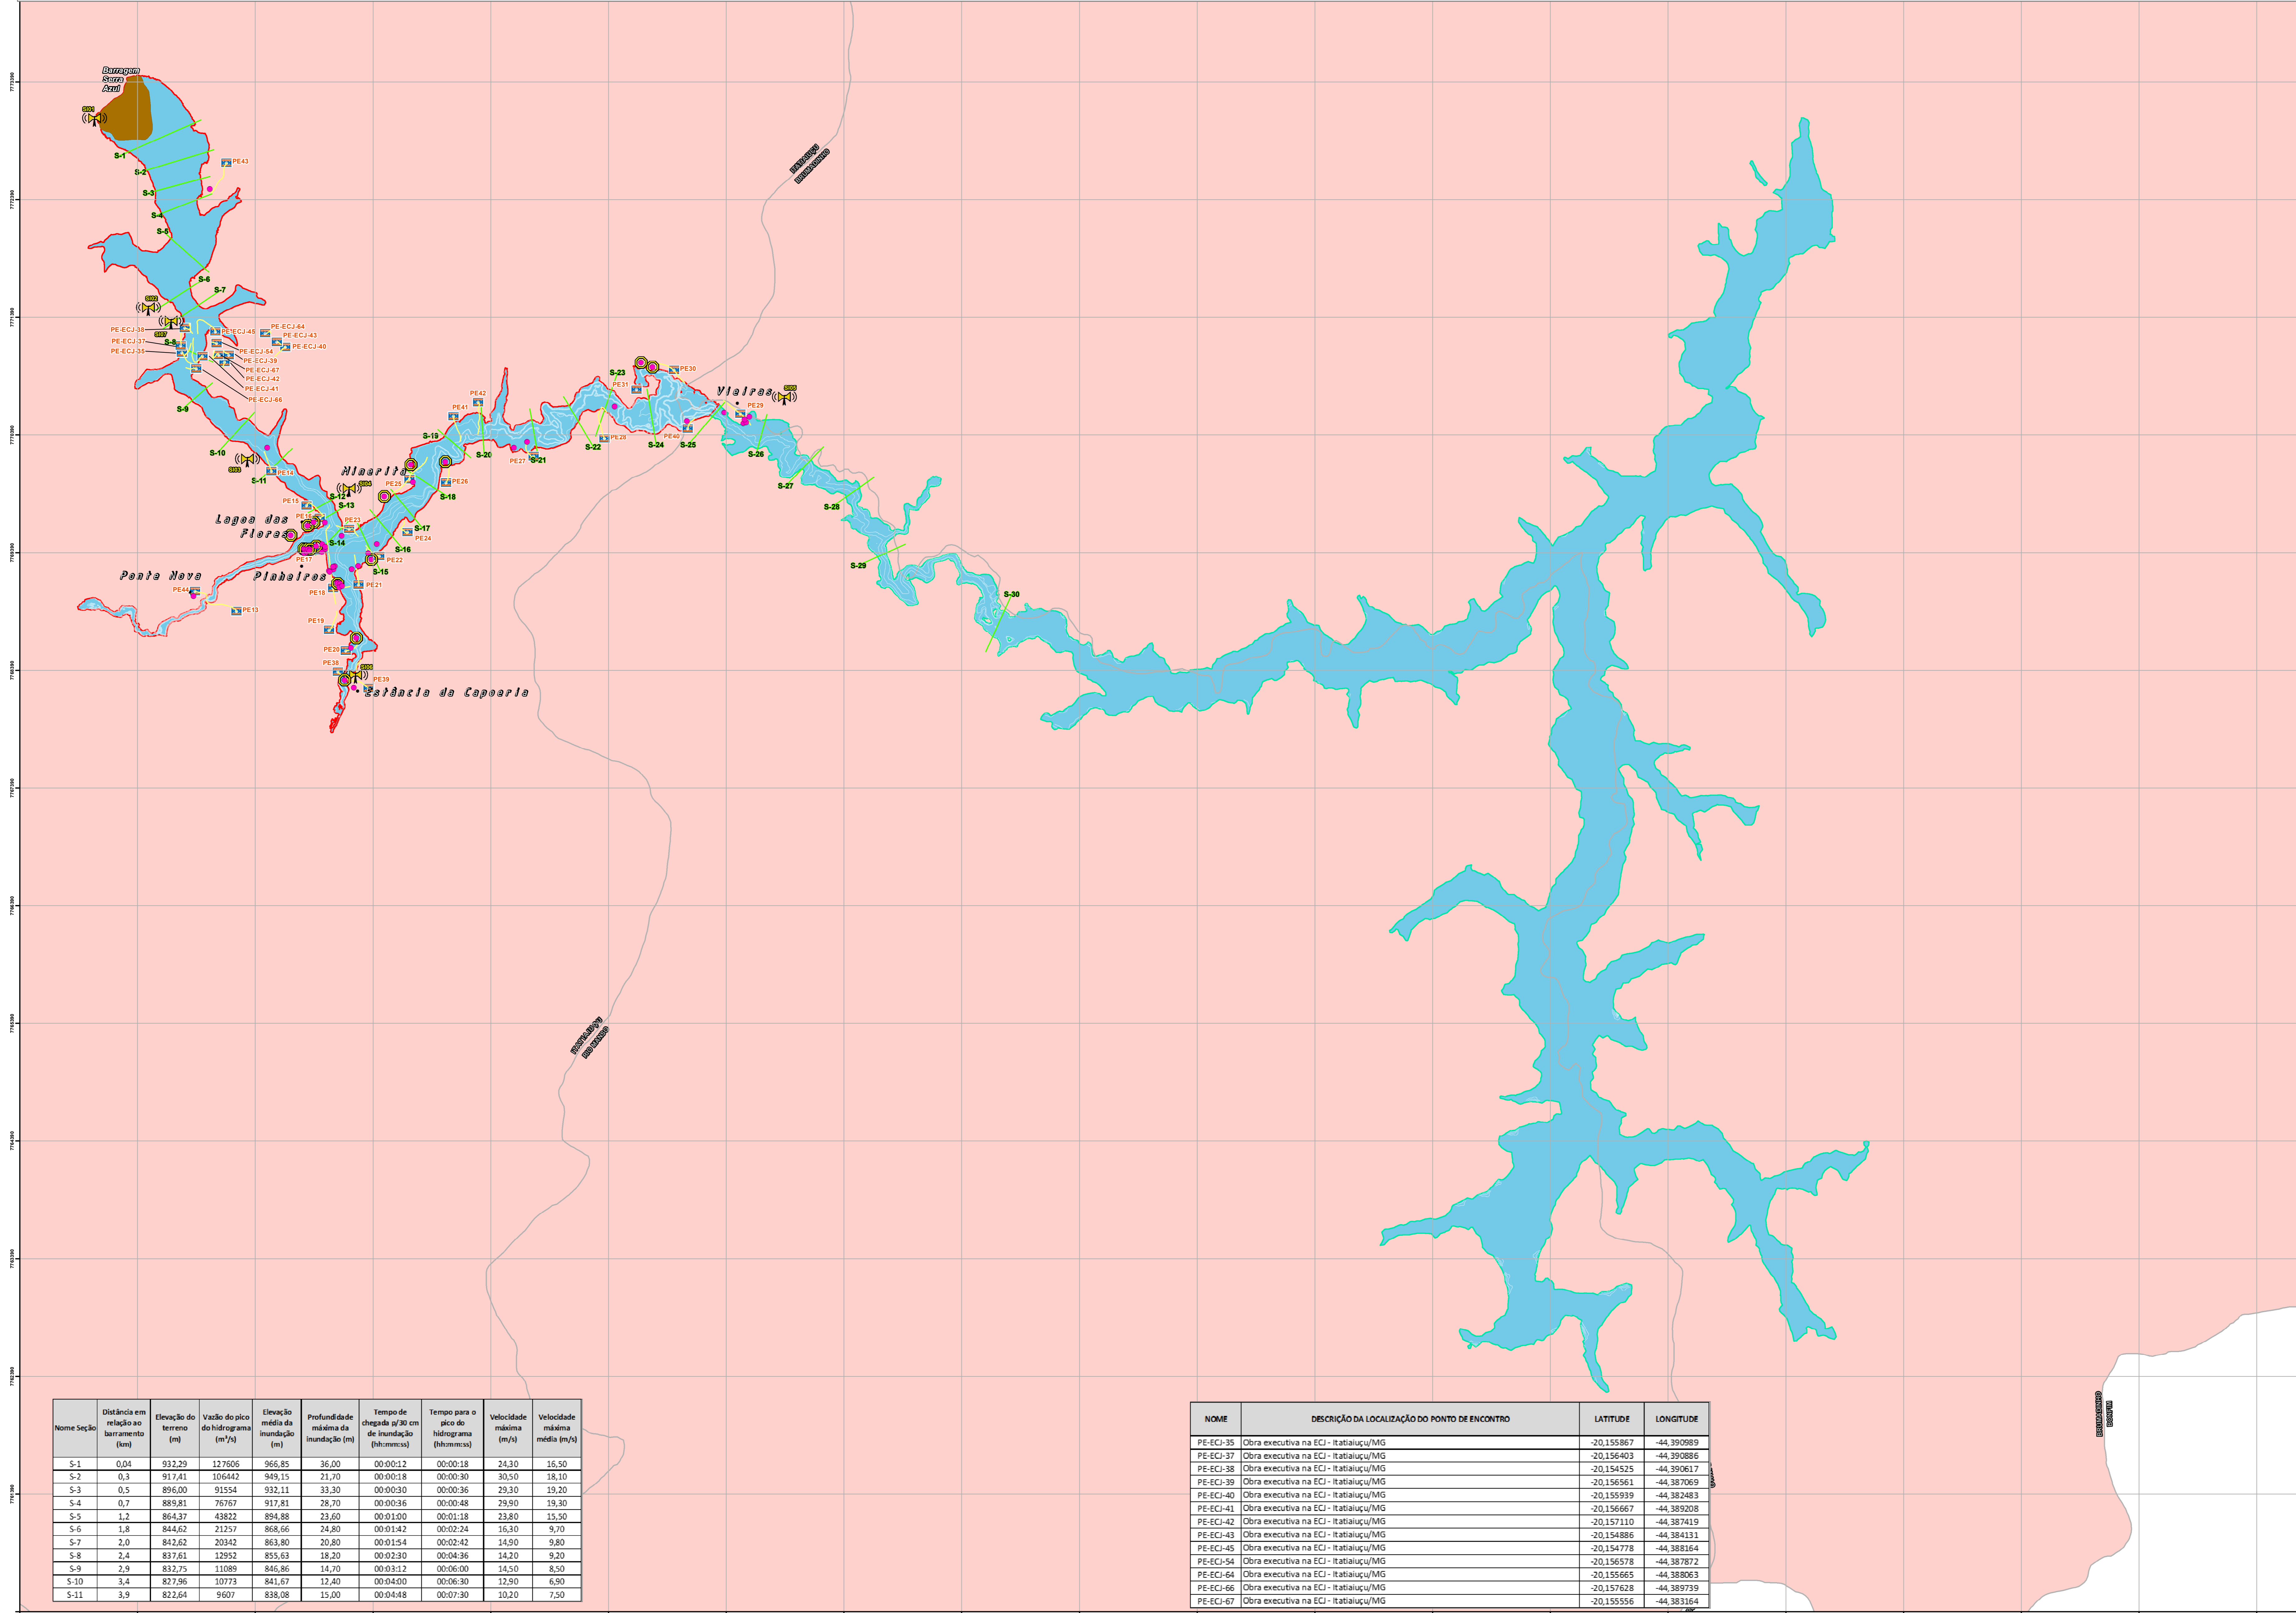 Barragem
Serra
Azul
SI01
S-1
S-2
PE43
S-3
S-4
S-5
S-6
S-7
SI02
SI07
PE-ECJ-38
PE-ECJ-37
PE-ECJ-35
S-8
PE-ECJ-45
PE-ECJ-64
PE-ECJ-43
PE-ECJ-40
PE-ECJ-54
PE-ECJ-39
PE-ECJ-67
PE-ECJ-42
PE-ECJ-41
PE-ECJ-66
S-9
S-10
SI03
S-11
PE14
PE15
S-12
S-13
SI04
Minerita
PE25
PE26
S-18
S-19
PE41
PE42
S-20
PE27
S-21
S-22
PE28
S-23
PE31
PE30
S-24
PE40
S-25
Vieiras
PE29
SI05
S-26
S-27
S-28
S-29
S-30
Lagoa das
Flores
PE16
PE23
S-14
S-17
PE24
S-16
PE17
PE22
S-15
Pinheiros
Ponte Nova
PE44
PE13
PE18
PE21
PE19
PE20
PE38
SI06
PE39
Estância da Capoeria
ITATIAIUÇU
BRUMADINHO
ITATIAIUÇU
RIO MANSO
BRUMADINHO
BONFIM
7773300
7772300
7771300
7770300
7769300
7768300
7767300
7766300
7765300
7764300
7763300
7762300
7761300
Nome Seção Distância em relação ao barramento (km) Elevação do terreno (m) Vazão do pico do hidrograma (m³/s) Elevação média da inundação (m) Profundidade máxima da inundação (m) Tempo de chegada p/30 cm de inundação (hh:mm:ss) Tempo para o pico do hidrograma (hh:mm:ss) Velocidade máxima (m/s) Velocidade máxima média (m/s)
S-1 0,04 932,29 127606 966,85 36,00 00:00:12 00:00:18 24,30 16,50
S-2 0,3 917,41 106442 949,15 21,70 00:00:18 00:00:30 30,50 18,10
S-3 0,5 896,00 91554 932,11 33,30 00:00:30 00:00:36 29,30 19,20
S-4 0,7 889,81 76767 917,81 28,70 00:00:36 00:00:48 29,90 19,30
S-5 1,2 864,37 43822 894,88 23,60 00:01:00 00:01:18 23,80 15,50
S-6 1,8 844,62 21257 868,66 24,80 00:01:42 00:02:24 16,30 9,70
S-7 2,0 842,62 20342 863,80 20,80 00:01:54 00:02:42 14,90 9,80
S-8 2,4 837,61 12952 855,63 18,20 00:02:30 00:04:36 14,20 9,20
S-9 2,9 832,75 11089 846,86 14,70 00:03:12 00:06:00 14,50 8,50
S-10 3,4 827,96 10773 841,67 12,40 00:04:00 00:06:30 12,90 6,90
S-11 3,9 822,64 9607 838,08 15,00 00:04:48 00:07:30 10,20 7,50
NOME DESCRIÇÃO DA LOCALIZAÇÃO DO PONTO DE ENCONTRO LATITUDE LONGITUDE
PE-ECJ-35 Obra executiva na ECJ - Itatiaiuçu/MG -20,155867 -44,390989
PE-ECJ-37 Obra executiva na ECJ - Itatiaiuçu/MG -20,156403 -44,390886
PE-ECJ-38 Obra executiva na ECJ - Itatiaiuçu/MG -20,154525 -44,390617
PE-ECJ-39 Obra executiva na ECJ - Itatiaiuçu/MG -20,156561 -44,387069
PE-ECJ-40 Obra executiva na ECJ - Itatiaiuçu/MG -20,155939 -44,382483
PE-ECJ-41 Obra executiva na ECJ - Itatiaiuçu/MG -20,156667 -44,389208
PE-ECJ-42 Obra executiva na ECJ - Itatiaiuçu/MG -20,157110 -44,387419
PE-ECJ-43 Obra executiva na ECJ - Itatiaiuçu/MG -20,154886 -44,384131
PE-ECJ-45 Obra executiva na ECJ - Itatiaiuçu/MG -20,154778 -44,388164
PE-ECJ-54 Obra executiva na ECJ - Itatiaiuçu/MG -20,156578 -44,387872
PE-ECJ-64 Obra executiva na ECJ - Itatiaiuçu/MG -20,155665 -44,388063
PE-ECJ-66 Obra executiva na ECJ - Itatiaiuçu/MG -20,157628 -44,389739
PE-ECJ-67 Obra executiva na ECJ - Itatiaiuçu/MG -20,155556 -44,383164